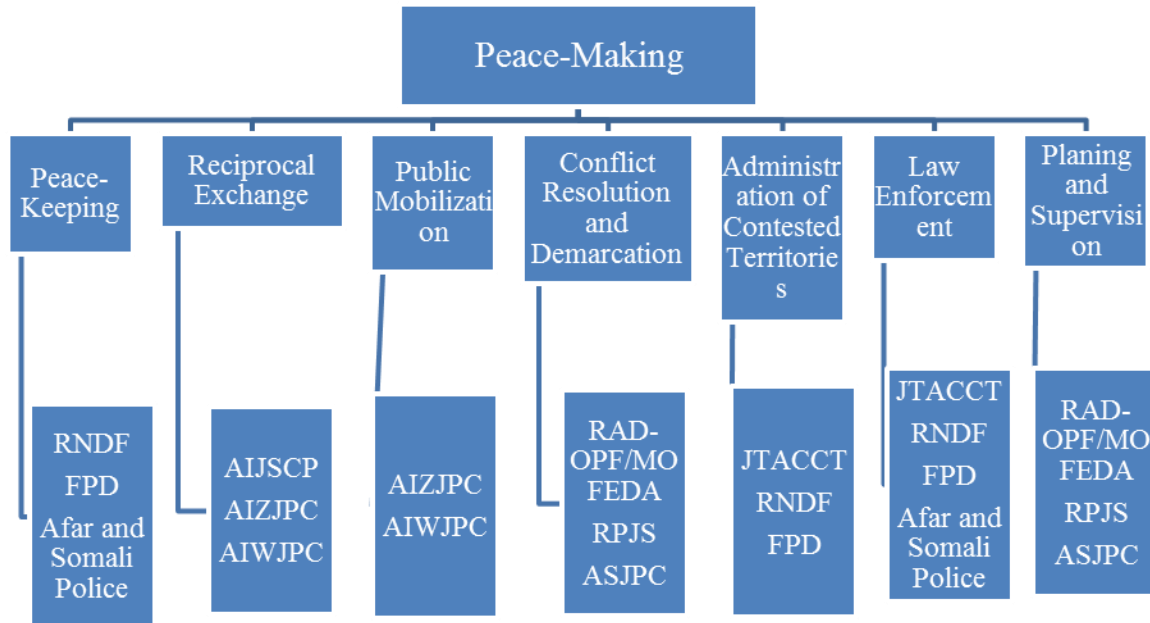 Peace-Making
Peace-
Keeping
Reciprocal
Exchange
Public
Mobilizati
on
Conflict
Resolution
and
Demarcation
Administr
ation of
Contested
Territorie
s
Law
Enforcem
ent
Planing
and
Supervisi
on
RNDF
FPD
Afar and
Somali
Police
AIJSCP
AIZJPC
AIWJPC
AIZJPC
AIWJPC
RAD-
OPF/MO
FEDA
RPJS
ASJPC
JTACCT
RNDF
FPD
JTACCT
RNDF
FPD
Afar and
Somali
Police
RAD-
OPF/MO
FEDA
RPJS
ASJPC